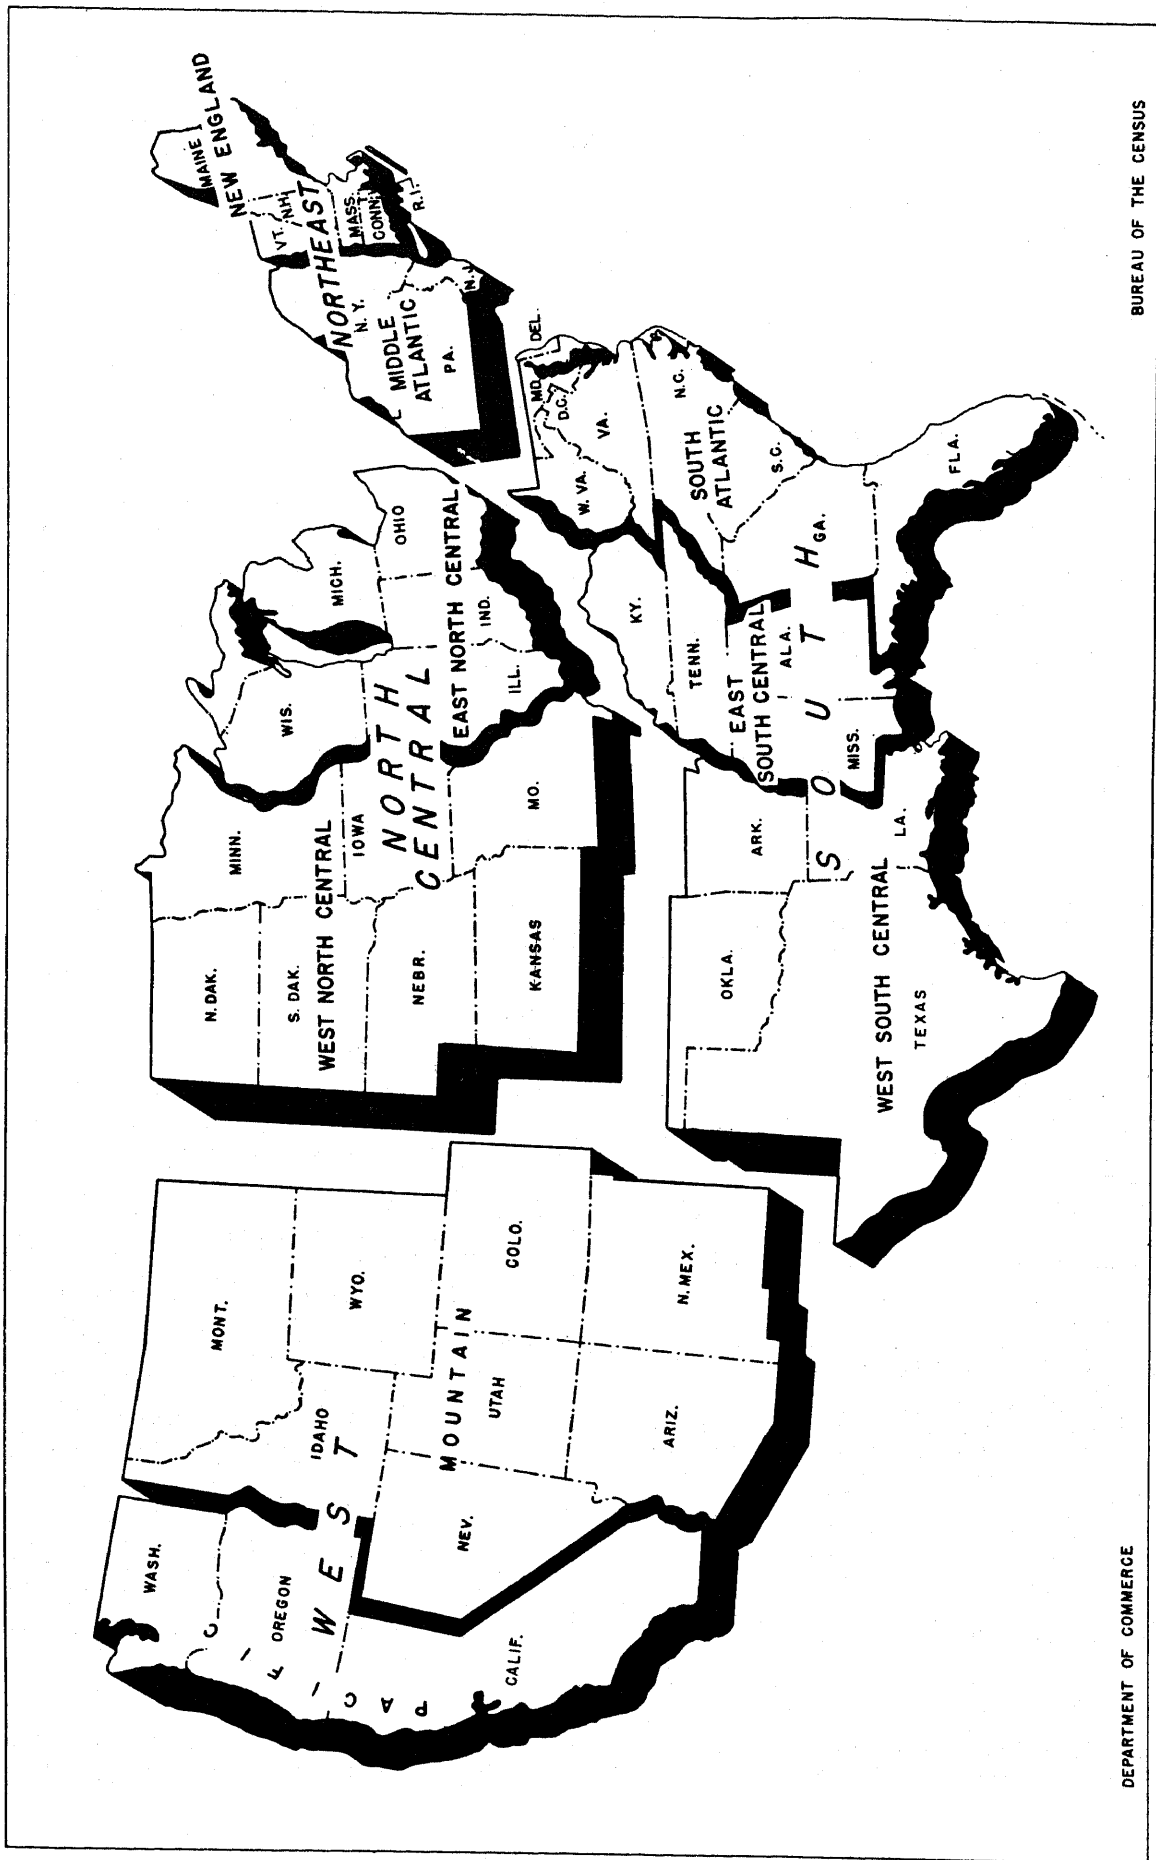 WASH.
OREGON
CALIF.
PACIFIC
WEST
MONT.
IDAHO
WYO.
MOUNTAIN
NEV.
UTAH
COLO.
ARIZ.
N.MEX.
N.DAK.
S. DAK.
WEST NORTH CENTRAL
NEBR.
KANSAS
MINN.
IOWA
MO.
NORTH
CENTRAL
WIS.
MICH.
EAST NORTH CENTRAL
ILL.
IND.
OHIO
NEW ENGLAND
MAINE
VT.
N.H.
MASS.
CONN.
R.I.
NORTHEAST
N.Y.
MIDDLE
ATLANTIC
PA.
N.J.
OKLA.
ARK.
WEST SOUTH CENTRAL
TEXAS
LA.
SOUTH
KY.
TENN.
EAST
SOUTH CENTRAL
MISS.
ALA.
DEL.
MD.
D.C.
W. VA.
VA.
N.C.
SOUTH
ATLANTIC
S.C.
GA.
FLA.
DEPARTMENT OF COMMERCE
BUREAU OF THE CENSUS